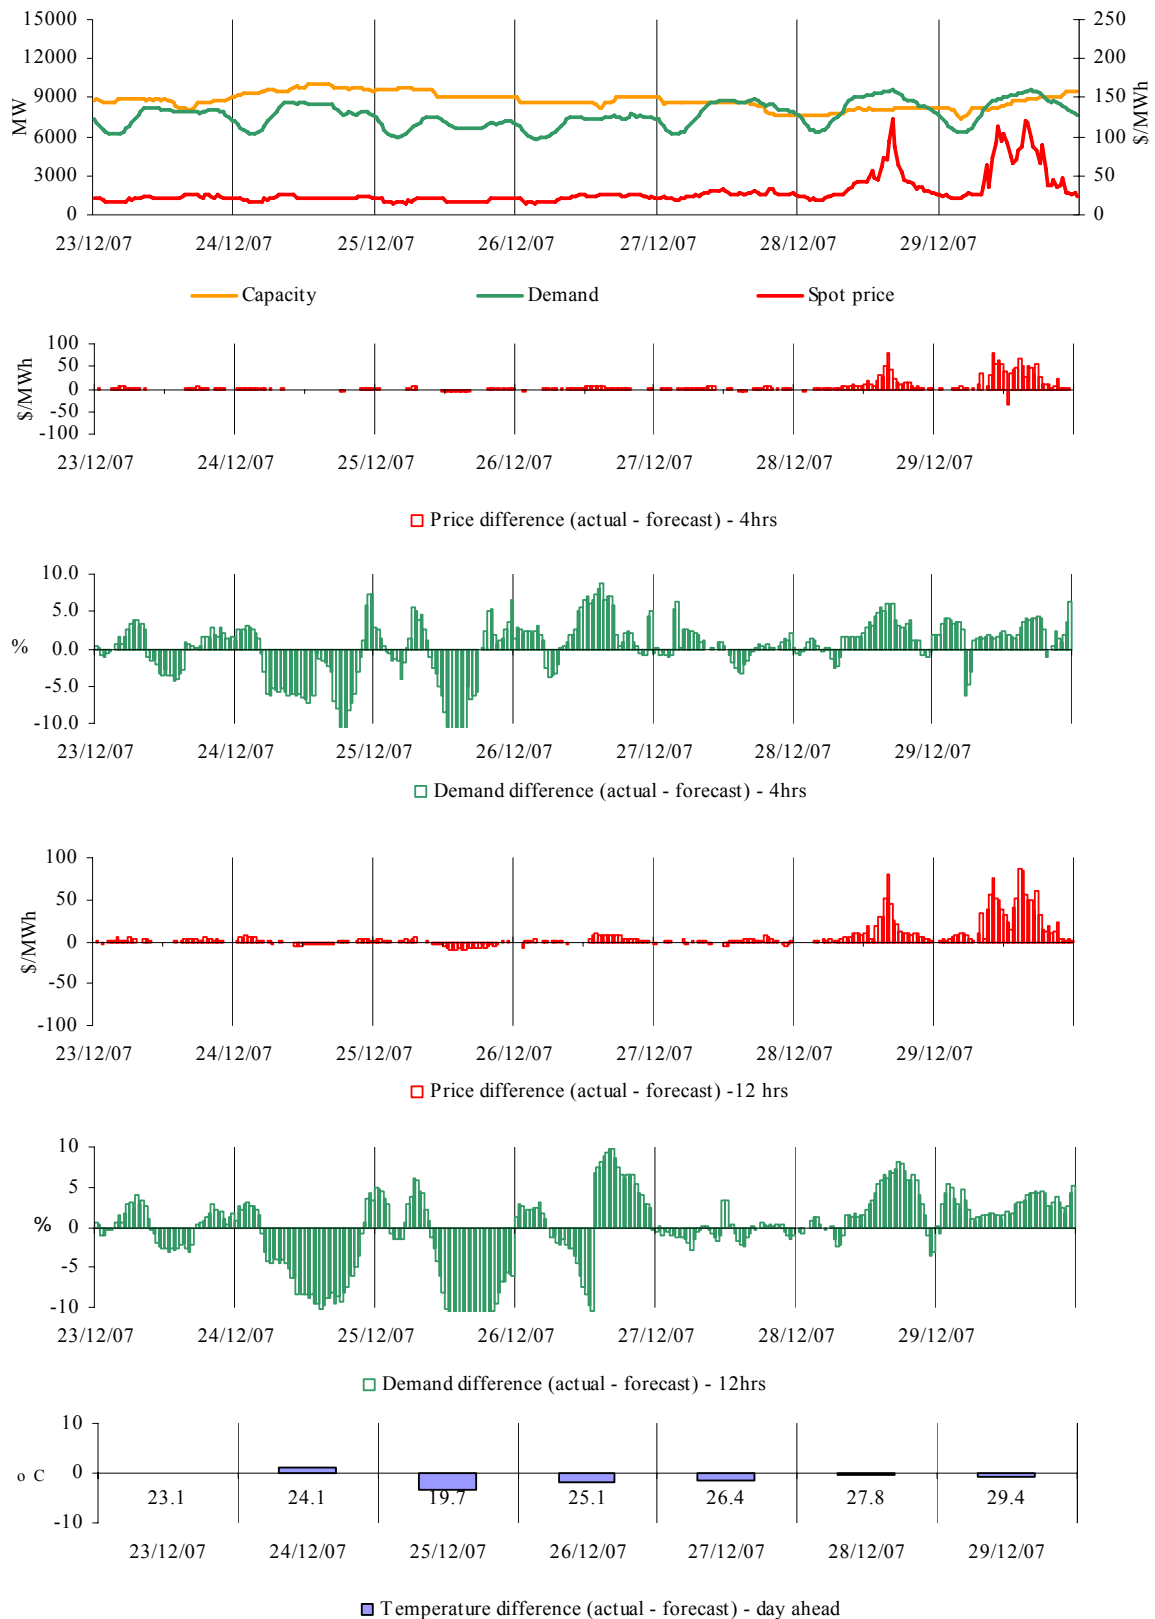 15000 250
12000 200
9000 150
6000 100
3000 50
0 0
MW
$/MWh
23/12/07 24/12/07 25/12/07 26/12/07 27/12/07 28/12/07 29/12/07
Capacity Demand Spot price
100
50
0
-50
-100
$/MWh
23/12/07 24/12/07 25/12/07 26/12/07 27/12/07 28/12/07 29/12/07
Price difference (actual - forecast) - 4hrs
10.0
5.0
0.0
-5.0
-10.0
%
23/12/07 24/12/07 25/12/07 26/12/07 27/12/07 28/12/07 29/12/07
Demand difference (actual - forecast) - 4hrs
100
50
0
-50
-100
$/MWh
23/12/07 24/12/07 25/12/07 26/12/07 27/12/07 28/12/07 29/12/07
Price difference (actual - forecast) -12 hrs
10
5
0
-5
-10
%
23/12/07 24/12/07 25/12/07 26/12/07 27/12/07 28/12/07 29/12/07
Demand difference (actual - forecast) - 12hrs
10
0
-10
o C
23.1 24.1 19.7 25.1 26.4 27.8 29.4
23/12/07 24/12/07 25/12/07 26/12/07 27/12/07 28/12/07 29/12/07
Temperature difference (actual - forecast) - day ahead